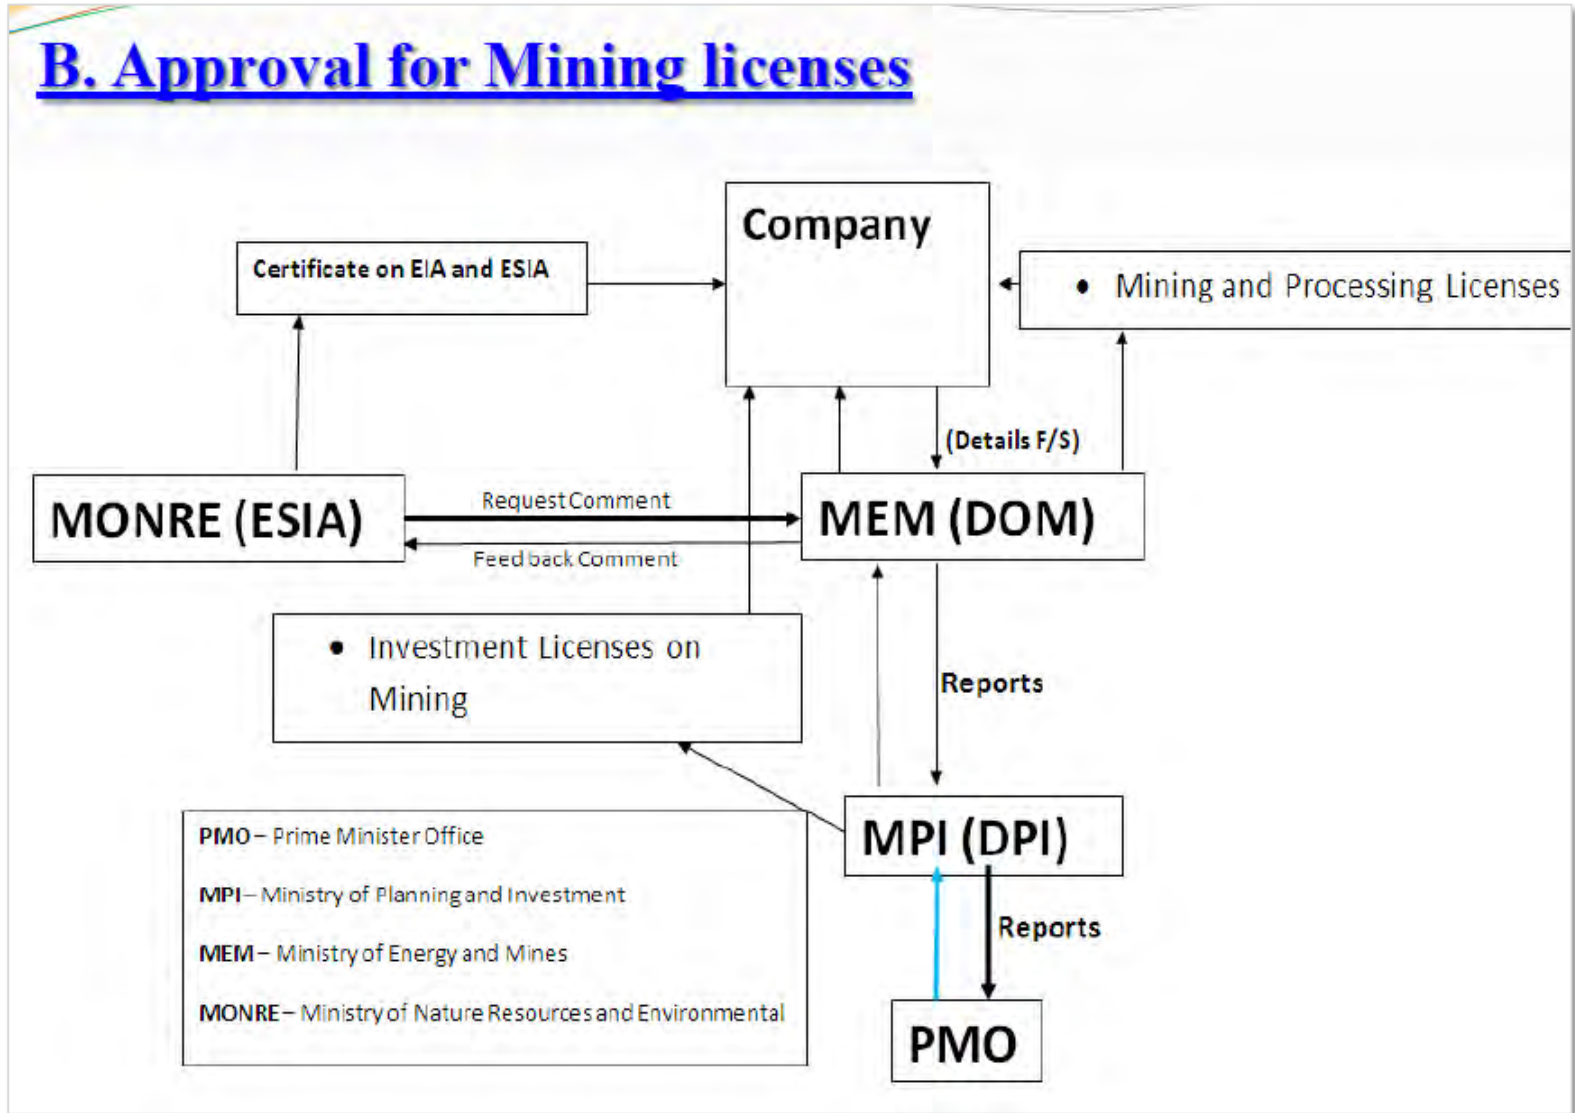 B. Approval for Mining licenses
Company
Certificate on EIA and ESIA
• Mining and Processing Licenses
(Details F/S)
MONRE (ESIA)
Request Comment
MEM (DOM)
Feed back Comment
• Investment Licenses on
Mining
Reports
MPI (DPI)
PMO – Prime Minister Office
MPI – Ministry of Planning and Investment
MEM – Ministry of Energy and Mines
MONRE – Ministry of Nature Resources and Environmental
Reports
PMO